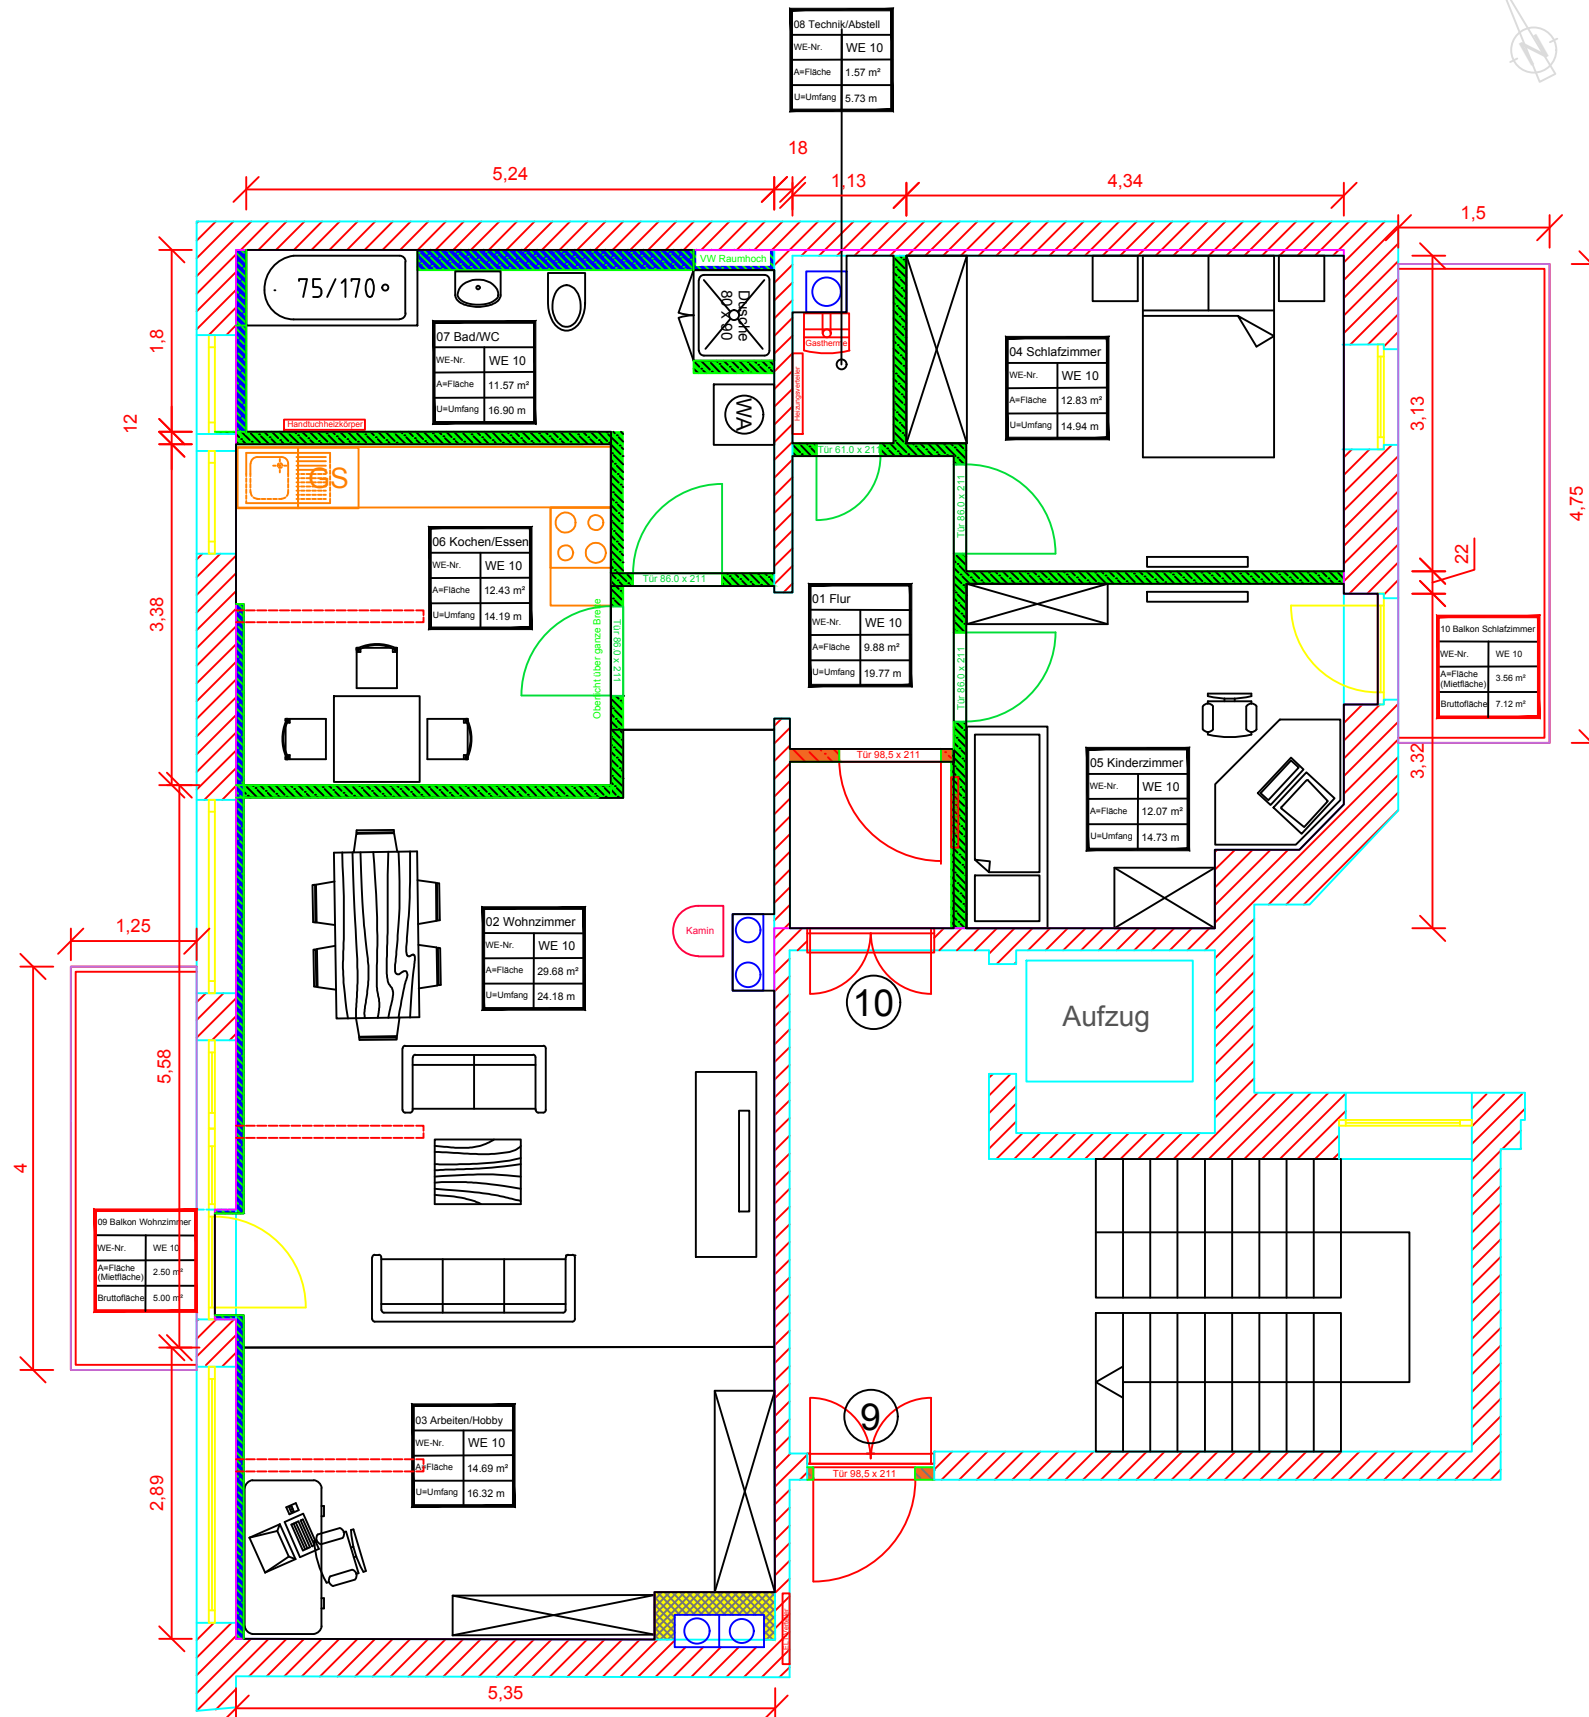 08 Technik/Abstell
WE-Nr. WE 10
A=Fläche 1.57 m²
U=Umfang 5.73 m
N
18
5,24
1,13
4,34
1,5
VW Raumhoch
75/170
Dusche
80 x 90
07 Bad/WC
WE-Nr. WE 10
A=Fläche 11.57 m²
U=Umfang 16.90 m
Gastherme
Heizungsverteiler
04 Schlafzimmer
WE-Nr. WE 10
A=Fläche 12.83 m²
U=Umfang 14.94 m
1,8
12
Handtuchheizkörper
WA
3,13
4,75
Tür 61.0 x 211
GS
Tür 86.0 x 211
22
06 Kochen/Essen
WE-Nr. WE 10
A=Fläche 12.43 m²
U=Umfang 14.19 m
Tür 86.0 x 211
3,38
01 Flur
WE-Nr. WE 10
A=Fläche 9.88 m²
U=Umfang 19.77 m
Oberlicht über ganze Breite
Tür 86.0 x 211
Tür 86.0 x 211
10 Balkon Schlafzimmer
WE-Nr. WE 10
A=Fläche
(Mietfläche) 3.56 m²
Bruttofläche 7.12 m²
Tür 98,5 x 211
05 Kinderzimmer
WE-Nr. WE 10
A=Fläche 12.07 m²
U=Umfang 14.73 m
3,32
1,25
02 Wohnzimmer
WE-Nr. WE 10
A=Fläche 29.68 m²
U=Umfang 24.18 m
Kamin
10
Aufzug
5,58
4
09 Balkon Wohnzimmer
WE-Nr. WE 10
A=Fläche
(Mietfläche) 2.50 m²
Bruttofläche 5.00 m²
9
03 Arbeiten/Hobby
WE-Nr. WE 10
A=Fläche 14.69 m²
U=Umfang 16.32 m
Tür 98,5 x 211
2,89
5,35